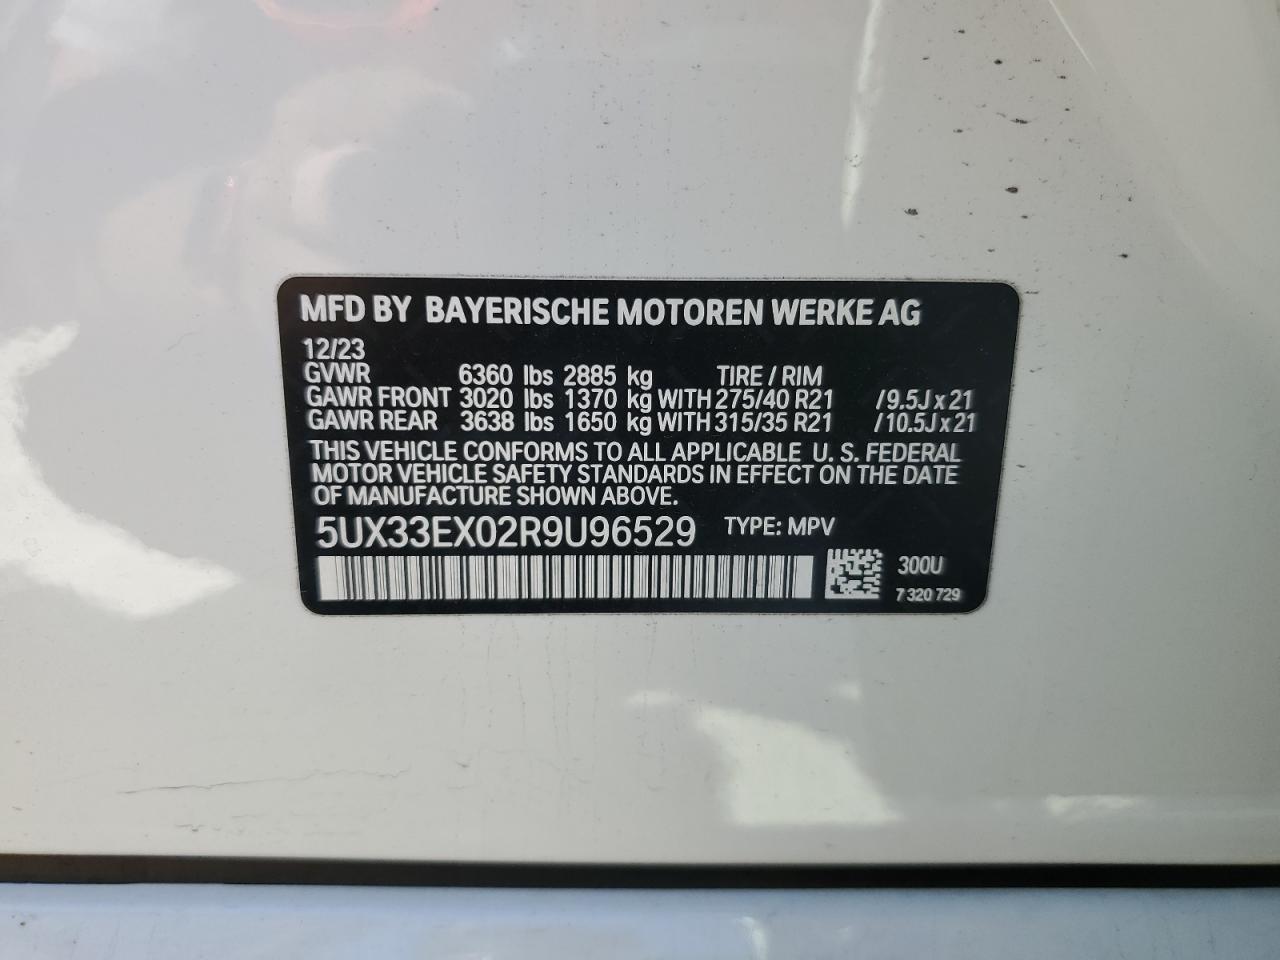 MFD BY BAYERISCHE MOTOREN WERKE AG
12/23
GVWR 6360 lbs 2885 kg TIRE / RIM
GAWR FRONT 3020 lbs 1370 kg WITH 275/40 R21 /9.5J x 21
GAWR REAR 3638 lbs 1650 kg WITH 315/35 R21 /10.5J x 21
THIS VEHICLE CONFORMS TO ALL APPLICABLE U. S. FEDERAL
MOTOR VEHICLE SAFETY STANDARDS IN EFFECT ON THE DATE
OF MANUFACTURE SHOWN ABOVE.
5UX33EX02R9U96529 TYPE: MPV
300U
7 320 729